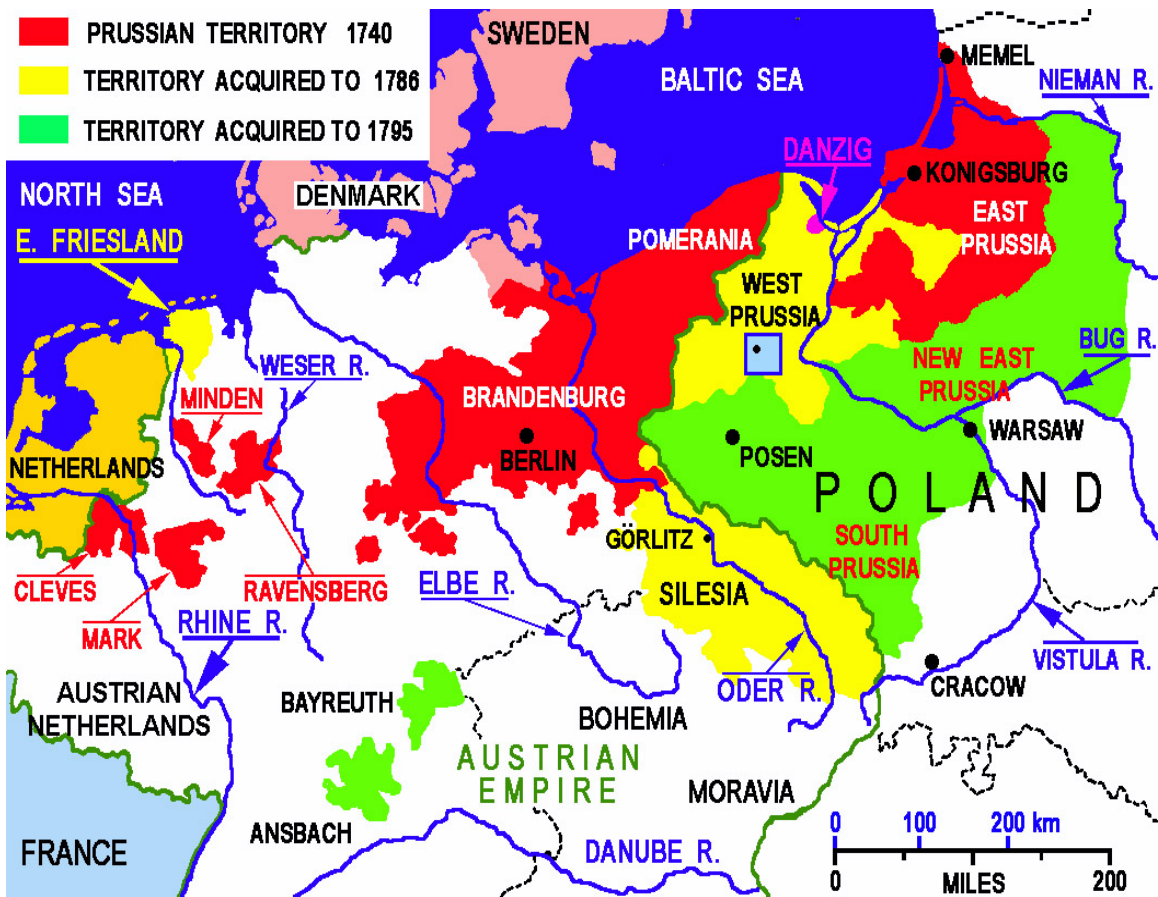 PRUSSIAN TERRITORY 1740
TERRITORY ACQUIRED TO 1786
TERRITORY ACQUIRED TO 1795
SWEDEN
BALTIC SEA
MEMEL
NIEMAN R.
NORTH SEA
DENMARK
DANZIG
KONIGSBURG
E. FRIESLAND
POMERANIA
EAST
PRUSSIA
WEST
PRUSSIA
WESER R.
BUG R.
MINDEN
BRANDENBURG
NEW EAST
PRUSSIA
NETHERLANDS
BERLIN
POSEN
WARSAW
POLAND
GÖRLITZ
SOUTH
PRUSSIA
CLEVES
RAVENSBERG
ELBE R.
SILESIA
MARK
RHINE R.
VISTULA R.
ODER R.
CRACOW
AUSTRIAN
NETHERLANDS
BAYREUTH
BOHEMIA
AUSTRIAN
EMPIRE
MORAVIA
ANSBACH
FRANCE
DANUBE R.
0 100 200 km
0 MILES 200